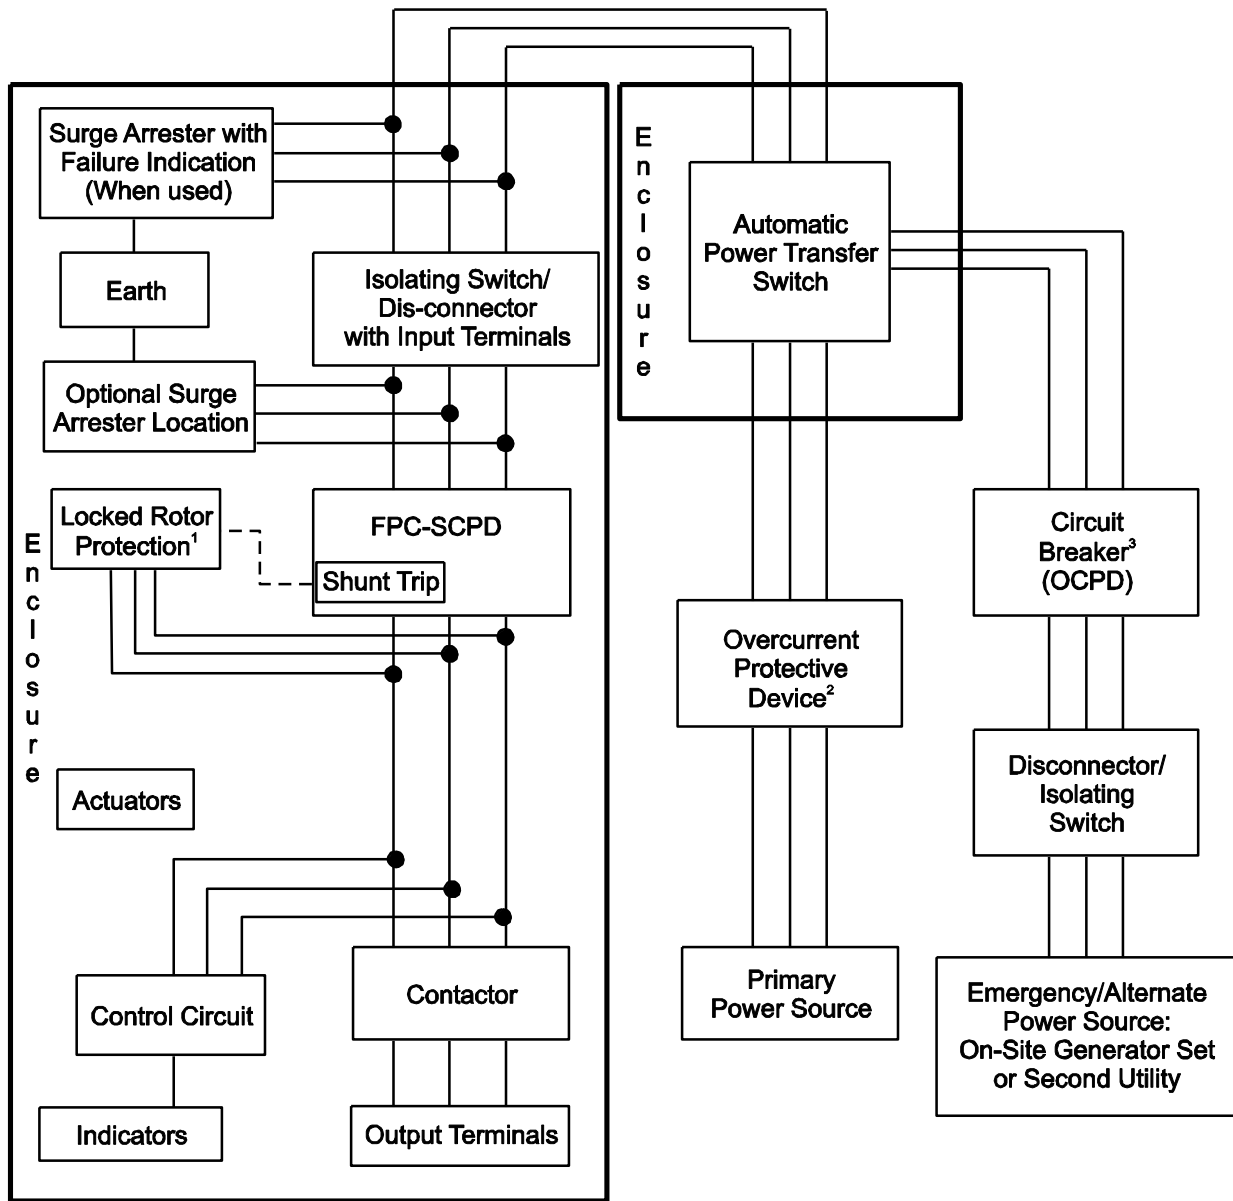 Surge Arrester with
Failure Indication
(When used)
Earth
Optional Surge
Arrester Location
Locked Rotor
Protection¹
Enclosure
Actuators
Control Circuit
Indicators
Isolating Switch/
Dis-connector
with Input Terminals
FPC-SCPD
Shunt Trip
Contactor
Output Terminals
Enclosure
Automatic
Power Transfer
Switch
Overcurrent
Protective
Device²
Primary
Power Source
Circuit
Breaker³
(OCPD)
Disconnector/
Isolating
Switch
Emergency/Alternate
Power Source:
On-Site Generator Set
or Second Utility